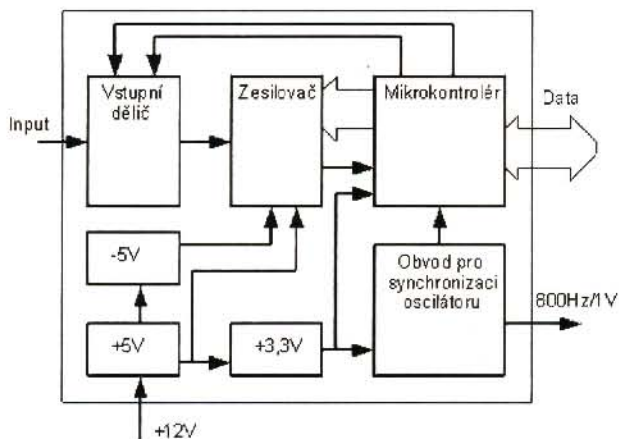 Vstupní
dělič
Zesilovač
Mikrokontrolér
Data
Input
-5V
Obvod pro
synchronizaci
oscilátoru
800Hz/1V
+5V
+3,3V
+12V